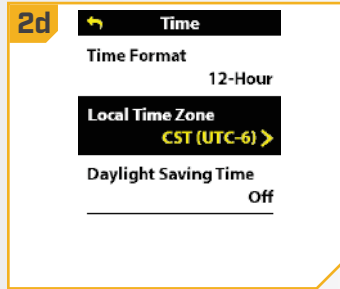 2d
Time
Time Format
12-Hour
Local Time Zone
CST (UTC-6) >
Daylight Saving Time
Off